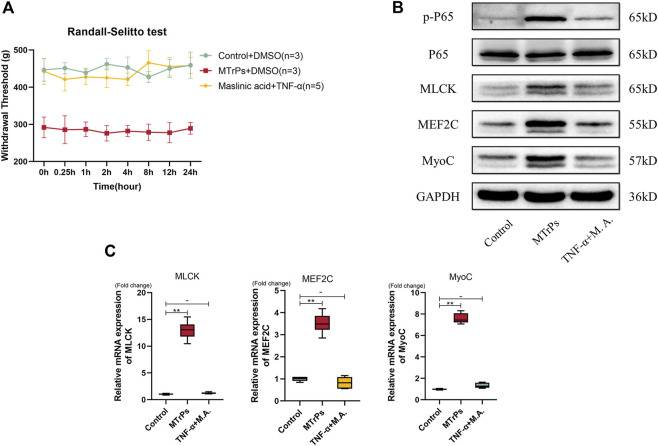 A
Randall-Selitto test
Withdrawal Threshold (g)
500
400
300
200
0h 0.25h 1h 2h 4h 8h 12h 24h
Time(hour)
Control+DMSO(n=3)
MTrPs+DMSO(n=3)
Maslinic acid+TNF-α(n=5)
B
p-P65 65kD
P65 65kD
MLCK 65kD
MEF2C 55kD
MyoC 57kD
GAPDH 36kD
Control MTrPs TNF-α+M. A.
C
MLCK
(Fold change)
Relative mRNA expression
of MLCK
20
15
10
5
0
**
–
Control MTrPs TNF-α+M.A.
MEF2C
(Fold change)
Relative mRNA expression
of MEF2C
5
4
3
2
1
0
**
–
Control MTrPs TNF-α+M.A.
MyoC
(Fold change)
Relative mRNA expression
of MyoC
10
8
6
4
2
0
**
–
Control MTrPs TNF-α+M.A.